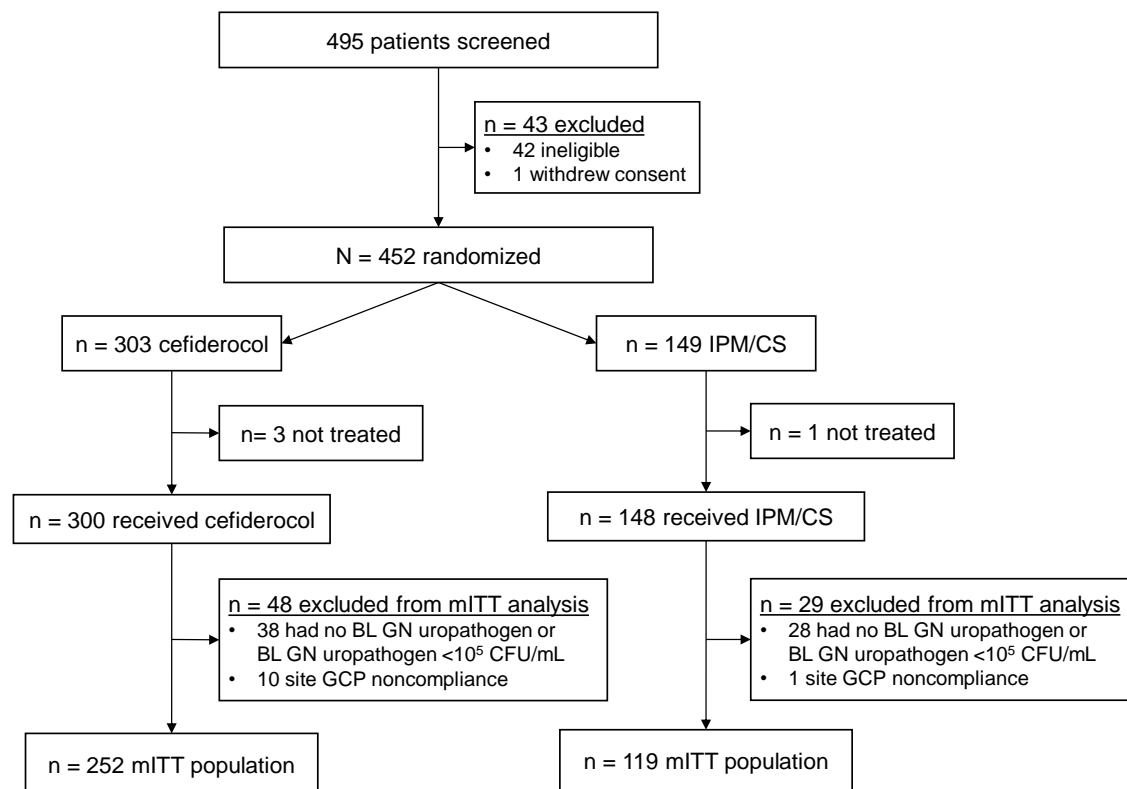 495 patients screened
n = 43 excluded
• 42 ineligible
• 1 withdrew consent
N = 452 randomized
n = 303 cefiderocol
n = 149 IPM/CS
n= 3 not treated
n = 1 not treated
n = 300 received cefiderocol
n = 148 received IPM/CS
n = 48 excluded from mITT analysis
• 38 had no BL GN uropathogen or
BL GN uropathogen <10⁵ CFU/mL
• 10 site GCP noncompliance
n = 29 excluded from mITT analysis
• 28 had no BL GN uropathogen or
BL GN uropathogen <10⁵ CFU/mL
• 1 site GCP noncompliance
n = 252 mITT population
n = 119 mITT population